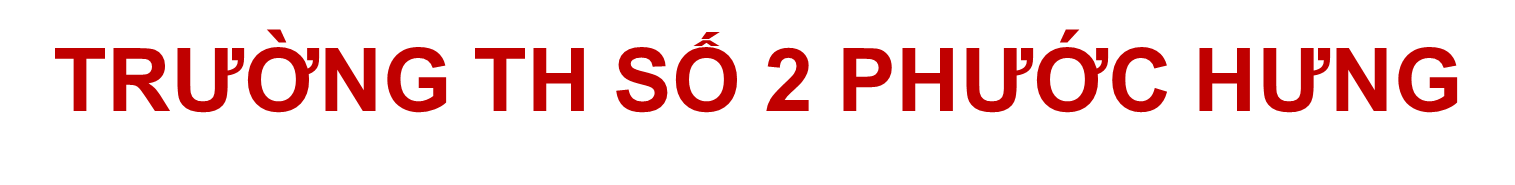 TRƯỜNG TH SỐ 2 PHƯỚC HƯNG